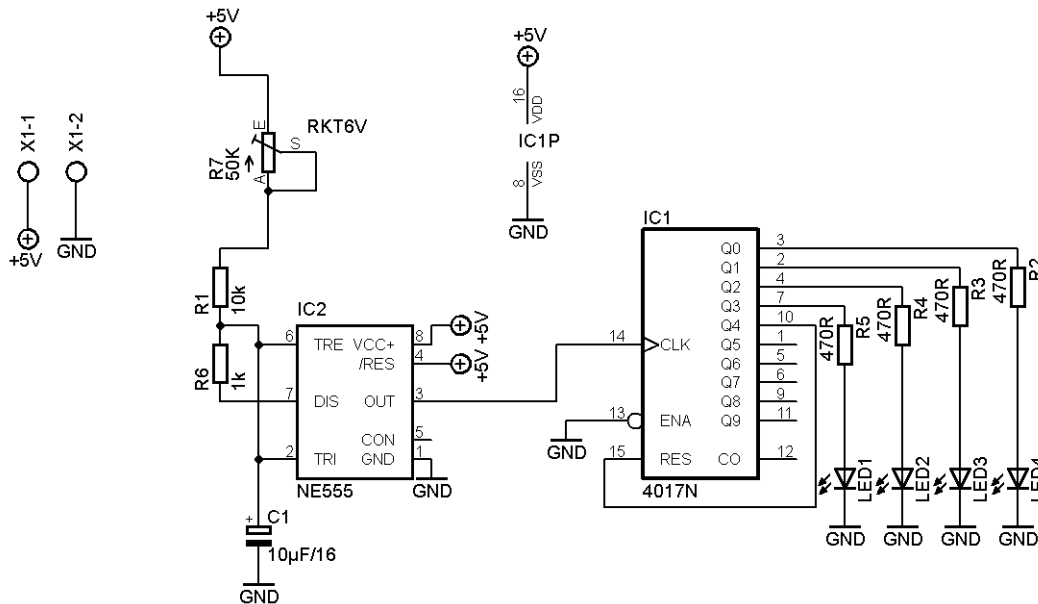 +5V
X1-1
+5V
X1-2
GND
E
A
S
R7
50K
RKT6V
+5V
16
VDD
IC1P
8
VSS
GND
R1
10k
R6
1k
IC2
6
TRE
7
DIS
2
TRI
VCC+
8
+5V
/RES
4
+5V
OUT
3
CON
5
GND
1
GND
NE555
+
C1
10µF/16
GND
IC1
14
CLK
13
ENA
GND
15
RES
Q0
3
Q1
2
Q2
4
Q3
7
Q4
10
Q5
1
Q6
5
Q7
6
Q8
9
Q9
11
CO
12
4017N
470R
R5
470R
R4
470R
R3
470R
R2
LED1
LED2
LED3
LED4
GND
GND
GND
GND